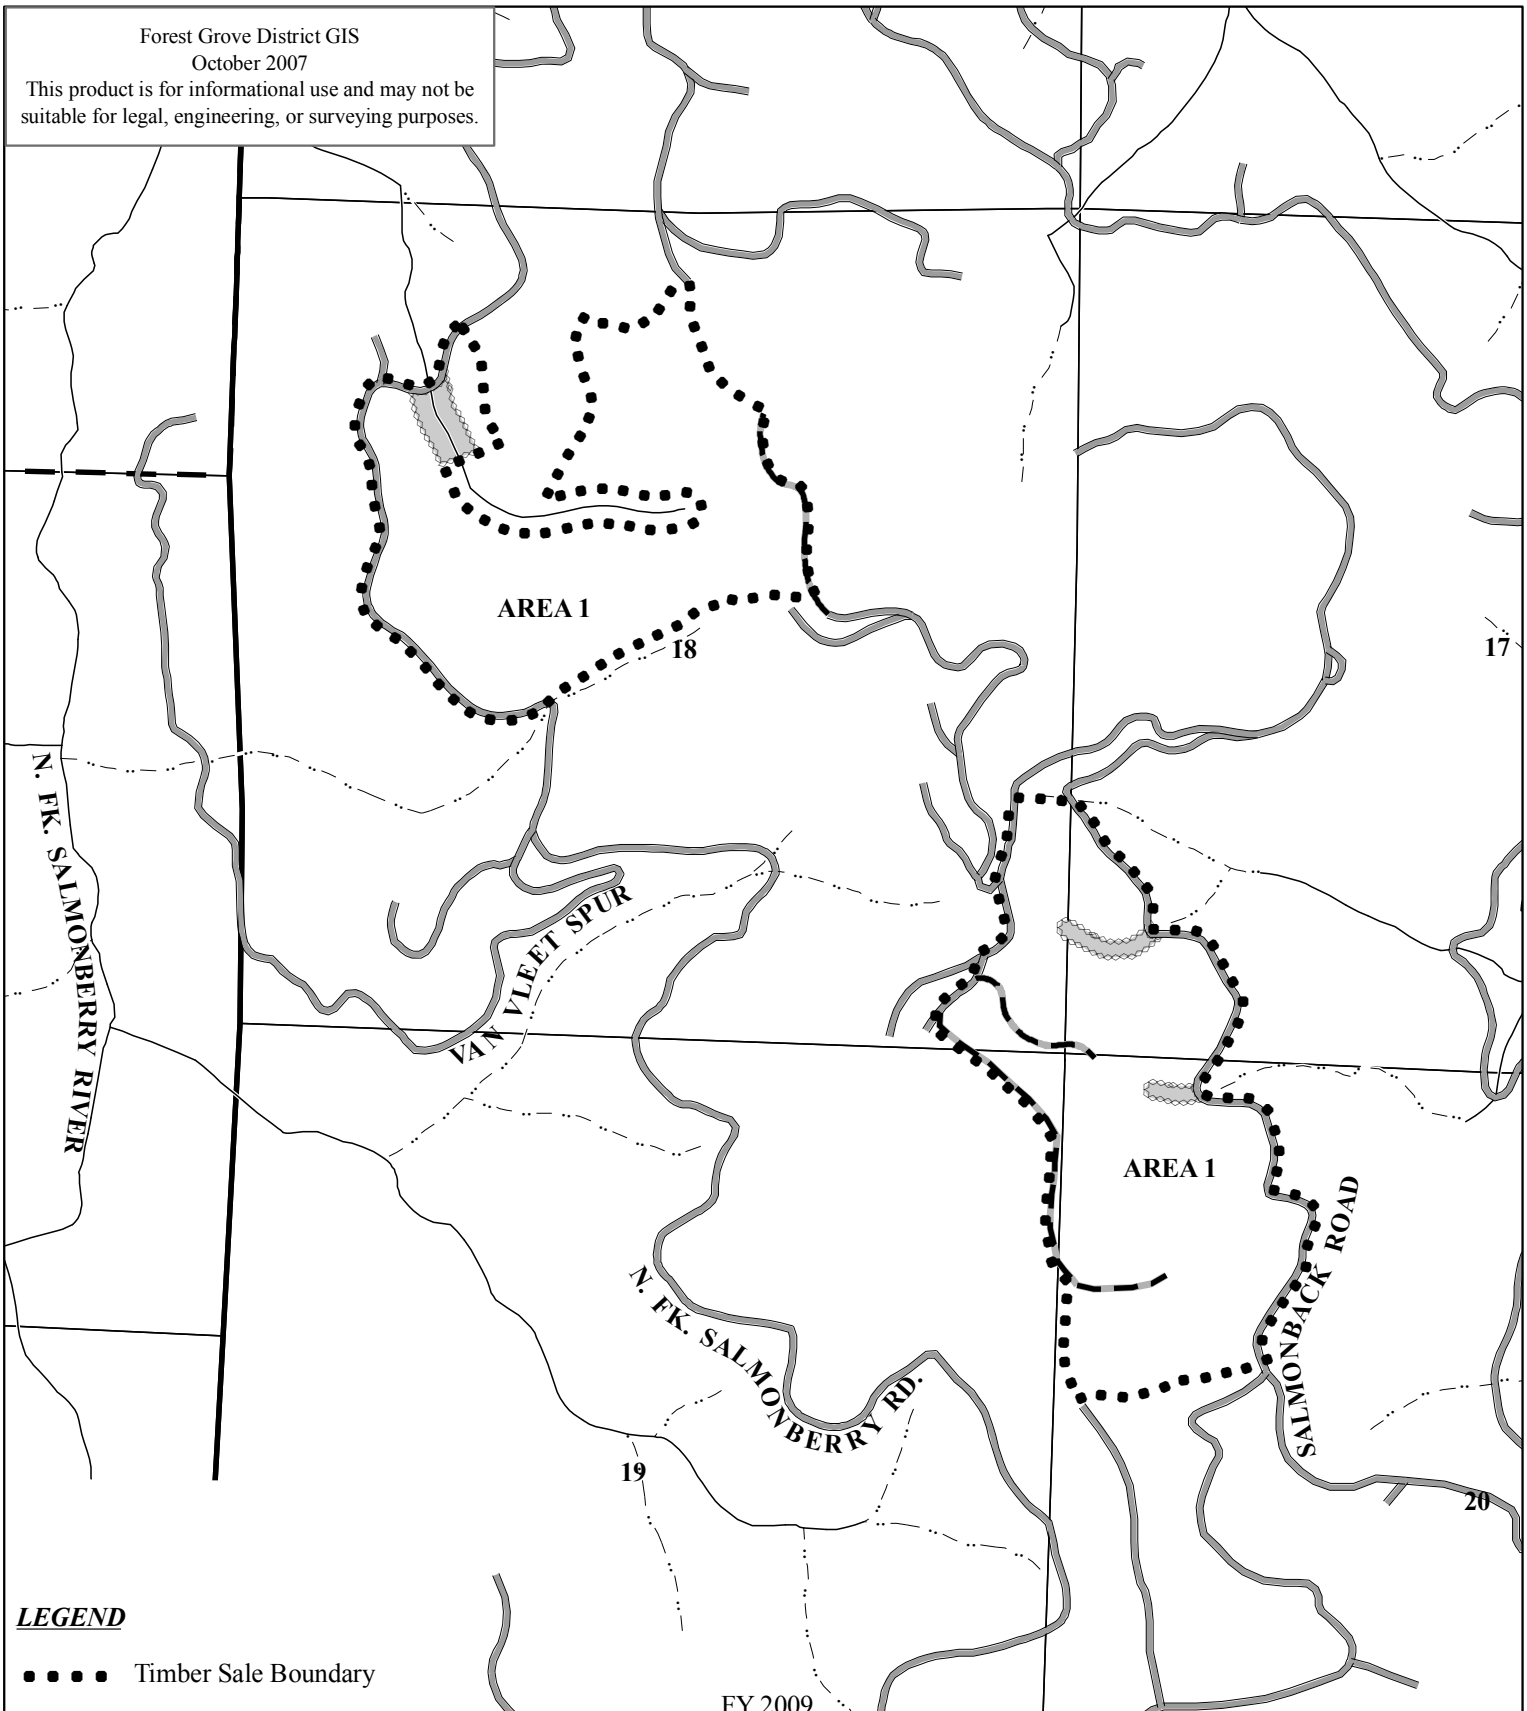 Forest Grove District GIS
October 2007
This product is for informational use and may not be
suitable for legal, engineering, or surveying purposes.
AREA 1
18
17
N. FK. SALMONBERRY RIVER
VAN VLEET SPUR
AREA 1
SALMONBACK ROAD
N. FK. SALMONBERRY RD.
19
20
LEGEND
Timber Sale Boundary
FY 2009